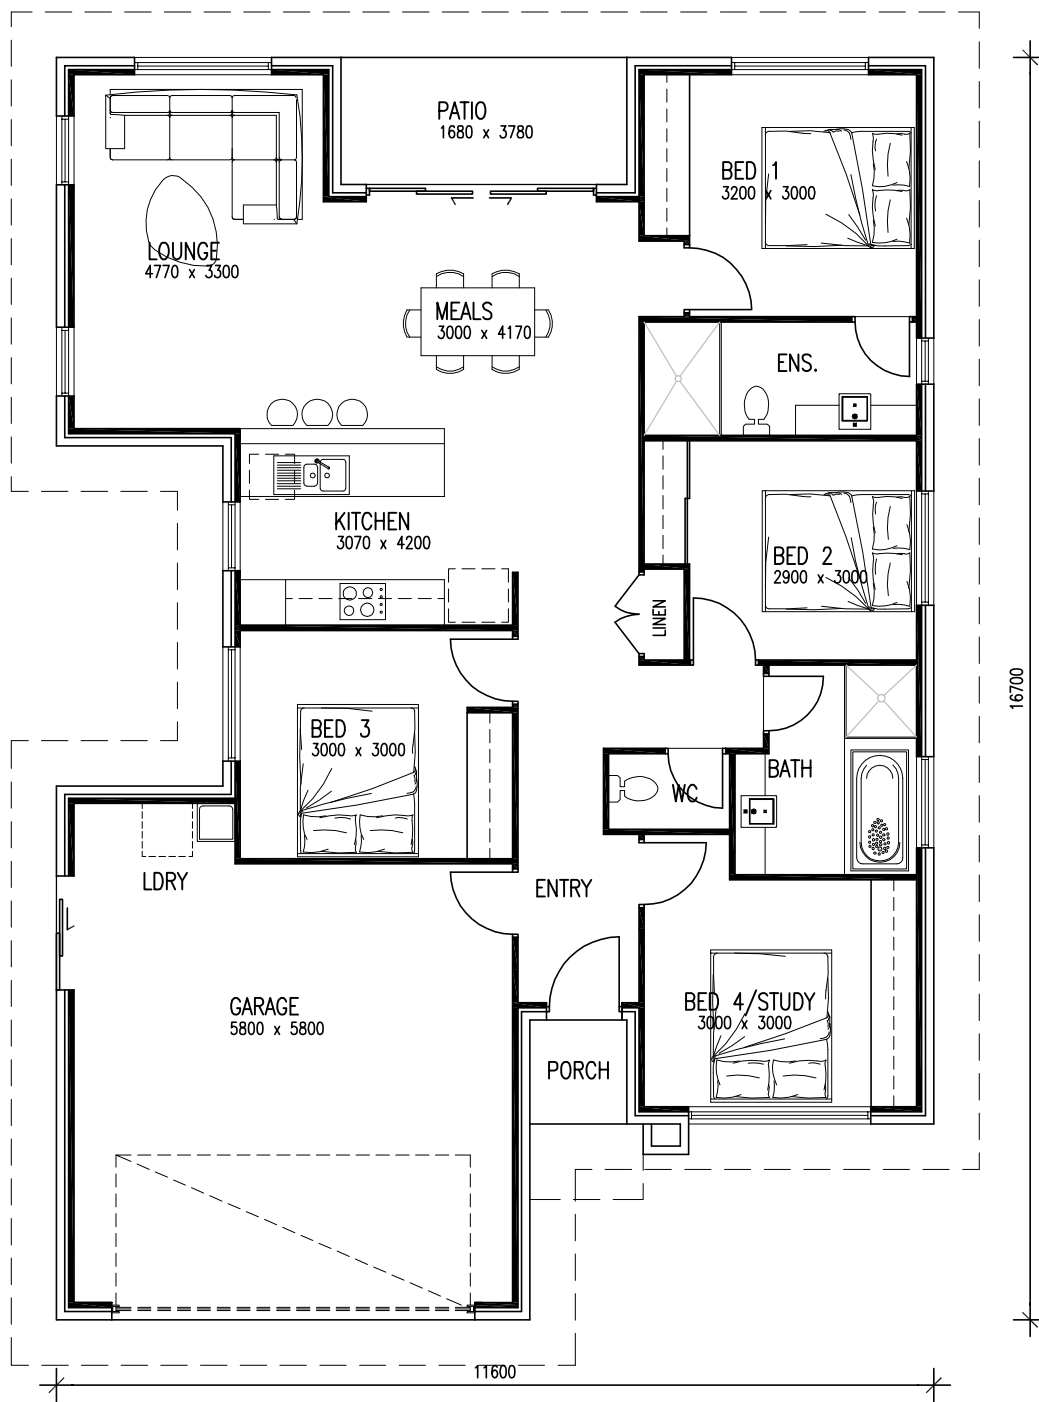 PATIO
1680 x 3780
BED 1
3200 x 3000
LOUNGE
4770 x 3300
MEALS
3000 x 4170
ENS.
KITCHEN
3070 x 4200
BED 2
2900 x 3000
LINEN
16700
BED 3
3000 x 3000
BATH
WC
LDRY
ENTRY
GARAGE
5800 x 5800
BED 4/STUDY
3000 x 3000
PORCH
11600